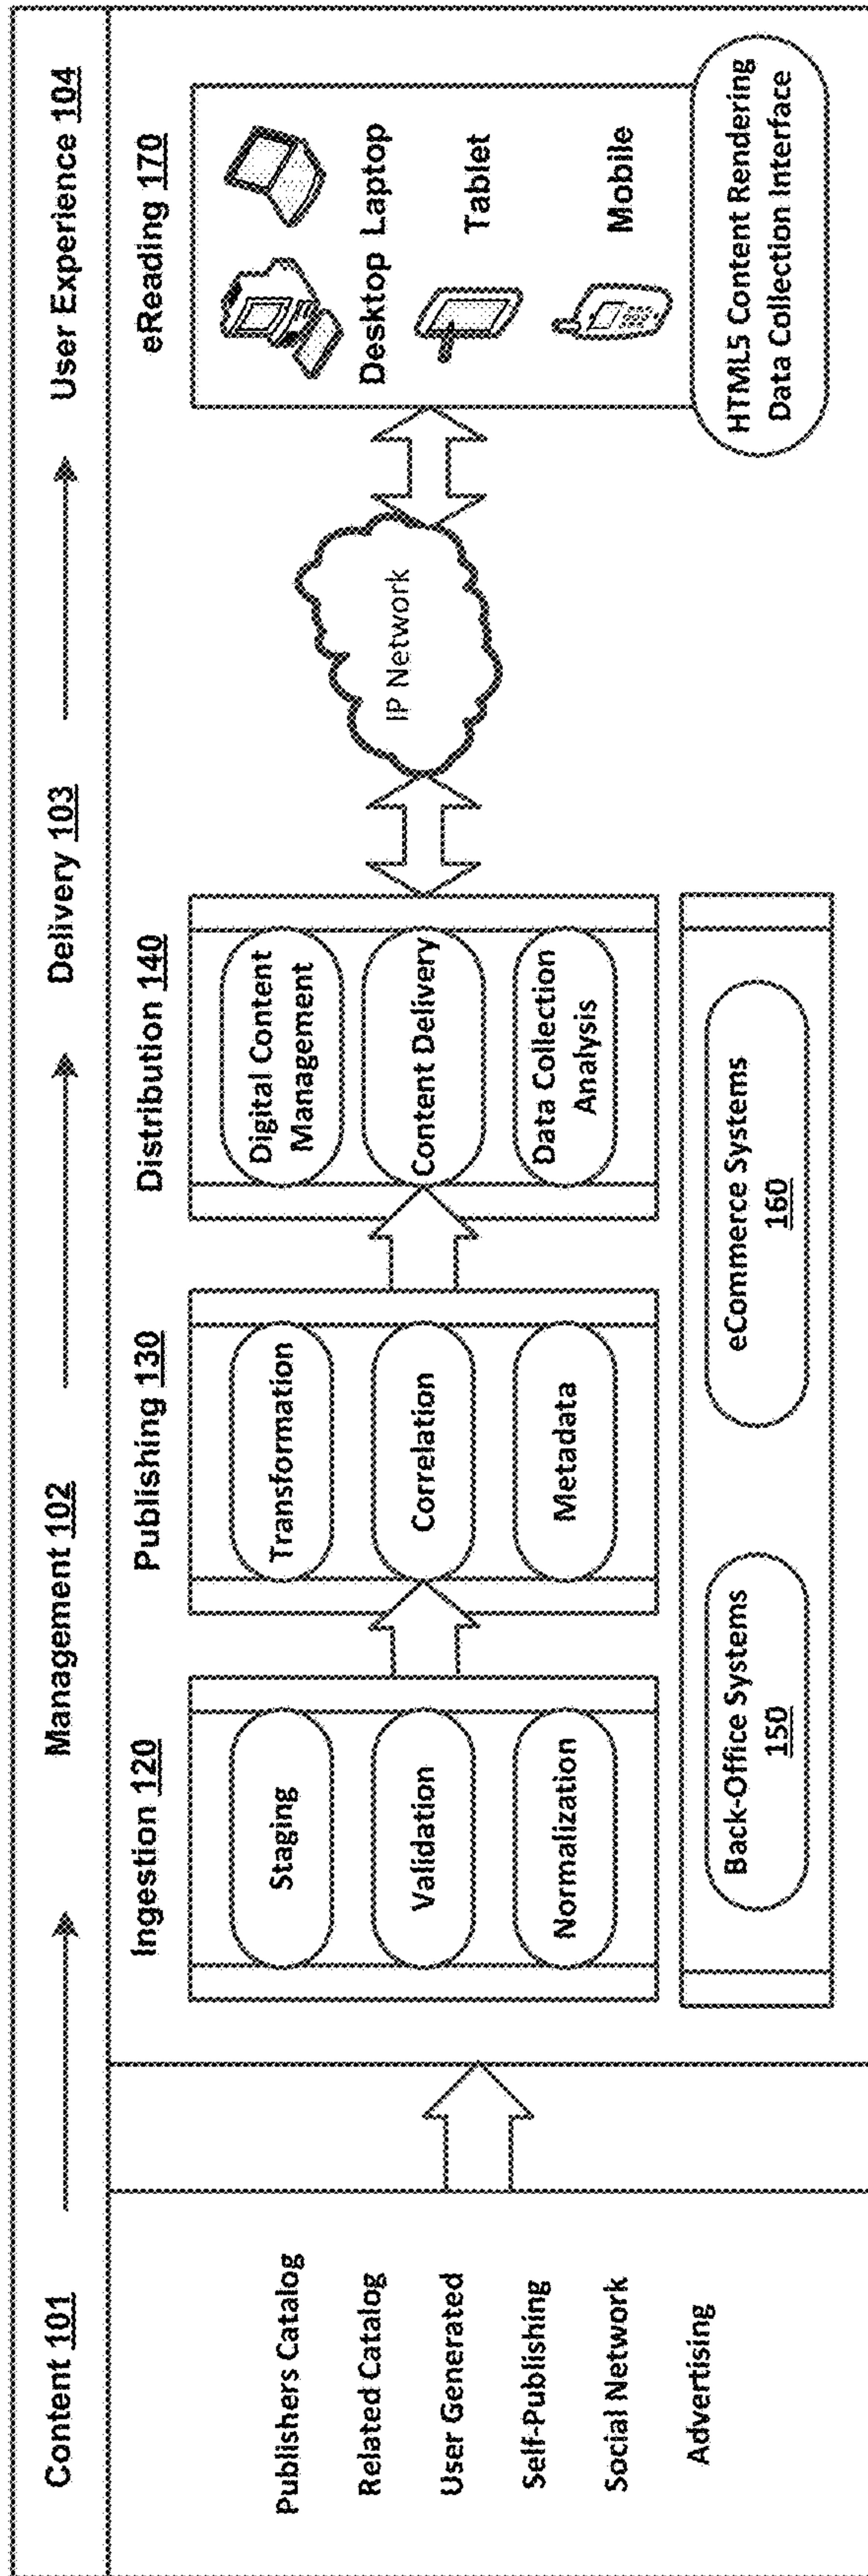 Content 101
Management 102
Delivery 103
User Experience 104
Publishers Catalog
Related Catalog
User Generated
Self-Publishing
Social Network
Advertising
Ingestion 120
Staging
Validation
Normalization
Publishing 130
Transformation
Correlation
Metadata
Distribution 140
Digital Content
Management
Content Delivery
Data Collection
Analysis
Back-Office Systems
150
eCommerce Systems
160
IP Network
eReading 170
Desktop Laptop
Tablet
Mobile
HTML5 Content Rendering
Data Collection Interface